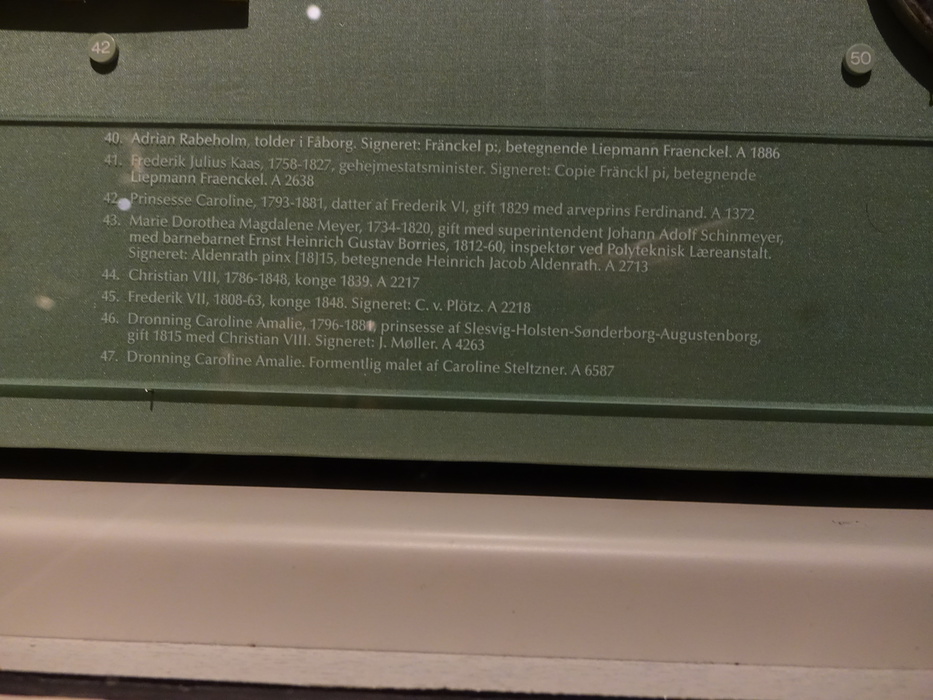 42
50
40. Adrian Rabeholm, tolder i Fåborg. Signeret: Fränckel p:, betegnende Liepmann Fraenckel. A 1886
41. Frederik Julius Kaas, 1758-1827, gehejmestatsminister. Signeret: Copie Fränckl pi, betegnende
Liepmann Fraenckel. A 2638
42. Prinsesse Caroline, 1793-1881, datter af Frederik VI, gift 1829 med arveprins Ferdinand. A 1372
43. Marie Dorothea Magdalene Meyer, 1734-1820, gift med superintendent Johann Adolf Schinmeyer,
med barnebarnet Ernst Heinrich Gustav Borries, 1812-60, inspektør ved Polyteknisk Læreanstalt.
Signeret: Aldenrath pinx [18]15, betegnende Heinrich Jacob Aldenrath. A 2713
44. Christian VIII, 1786-1848, konge 1839. A 2217
45. Frederik VII, 1808-63, konge 1848. Signeret: C. v. Plötz. A 2218
46. Dronning Caroline Amalie, 1796-1881, prinsesse af Slesvig-Holsten-Sønderborg-Augustenborg,
gift 1815 med Christian VIII. Signeret: J. Møller. A 4263
47. Dronning Caroline Amalie. Formentlig malet af Caroline Steltzner. A 6587